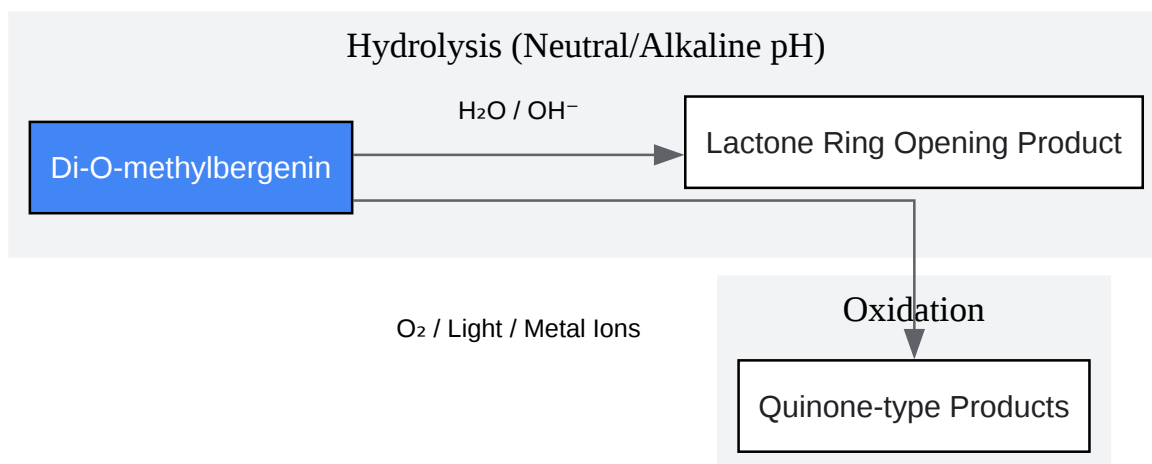 Hydrolysis (Neutral/Alkaline pH)
H₂O / OH⁻
Di-O-methylbergenin
Lactone Ring Opening Product
O₂ / Light / Metal Ions
Oxidation
Quinone-type Products